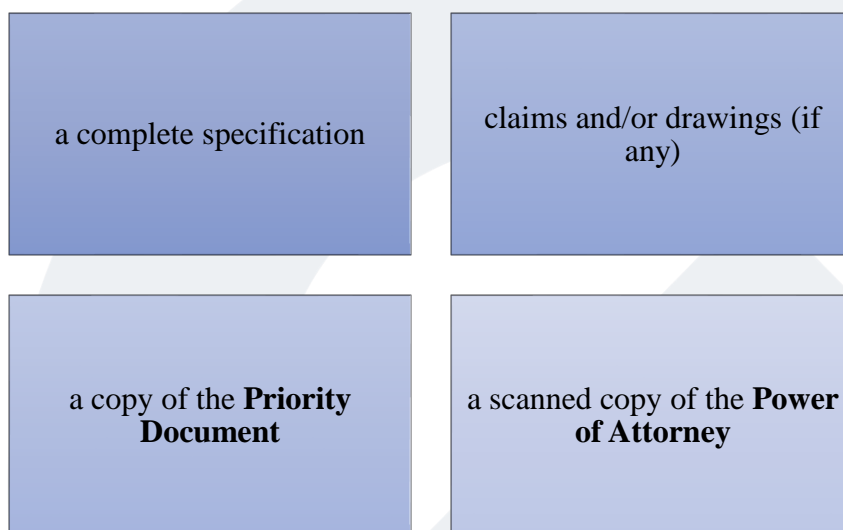 a complete specification
claims and/or drawings (if
any)
a copy of the Priority
Document
a scanned copy of the Power
of Attorney